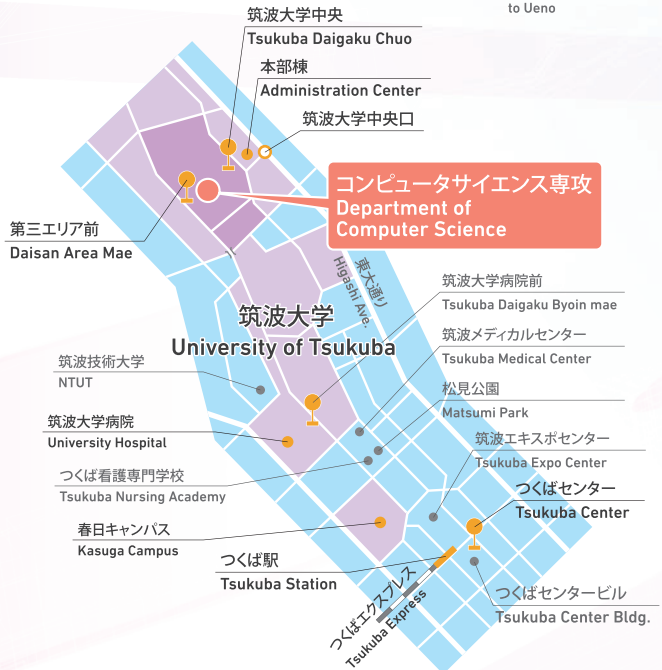 to Ueno
筑波大学中央
Tsukuba Daigaku Chuo
本部棟
Administration Center
筑波大学中央口
コンピュータサイエンス専攻
Department of
Computer Science
第三エリア前
Daisan Area Mae
東大通り
Higashi Ave.
筑波大学病院前
Tsukuba Daigaku Byoin mae
筑波大学
University of Tsukuba
筑波メディカルセンター
Tsukuba Medical Center
筑波技術大学
NTUT
松見公園
Matsumi Park
筑波大学病院
University Hospital
筑波エキスポセンター
Tsukuba Expo Center
つくば看護専門学校
Tsukuba Nursing Academy
つくばセンター
Tsukuba Center
春日キャンパス
Kasuga Campus
つくば駅
Tsukuba Station
つくばエクスプレス
Tsukuba Express
つくばセンタービル
Tsukuba Center Bldg.